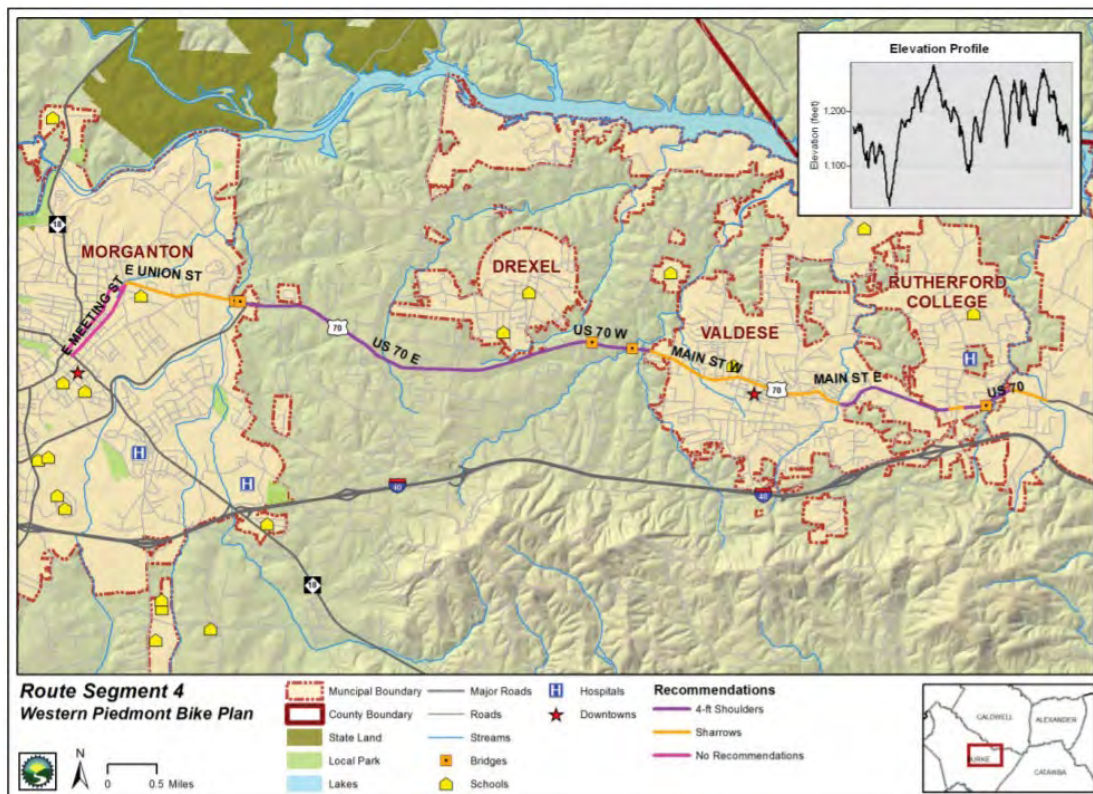 Elevation Profile
Elevation (feet)
1,200
1,100
18
MORGANTON
E UNION ST
E MEETING ST
DREXEL
RUTHERFORD
COLLEGE
VALDESE
70
US 70 E
US 70 W
MAIN ST W
70
MAIN ST E
US 70
H
H
H
40
40
18
Route Segment 4
Western Piedmont Bike Plan
N
0 0.5 Miles
Muncipal Boundary
County Boundary
State Land
Local Park
Lakes
Major Roads
Roads
Streams
Bridges
Schools
H Hospitals
Downtowns
Recommendations
4-ft Shoulders
Sharrows
No Recommendations
CALDWELL
ALEXANDER
CATAWBA